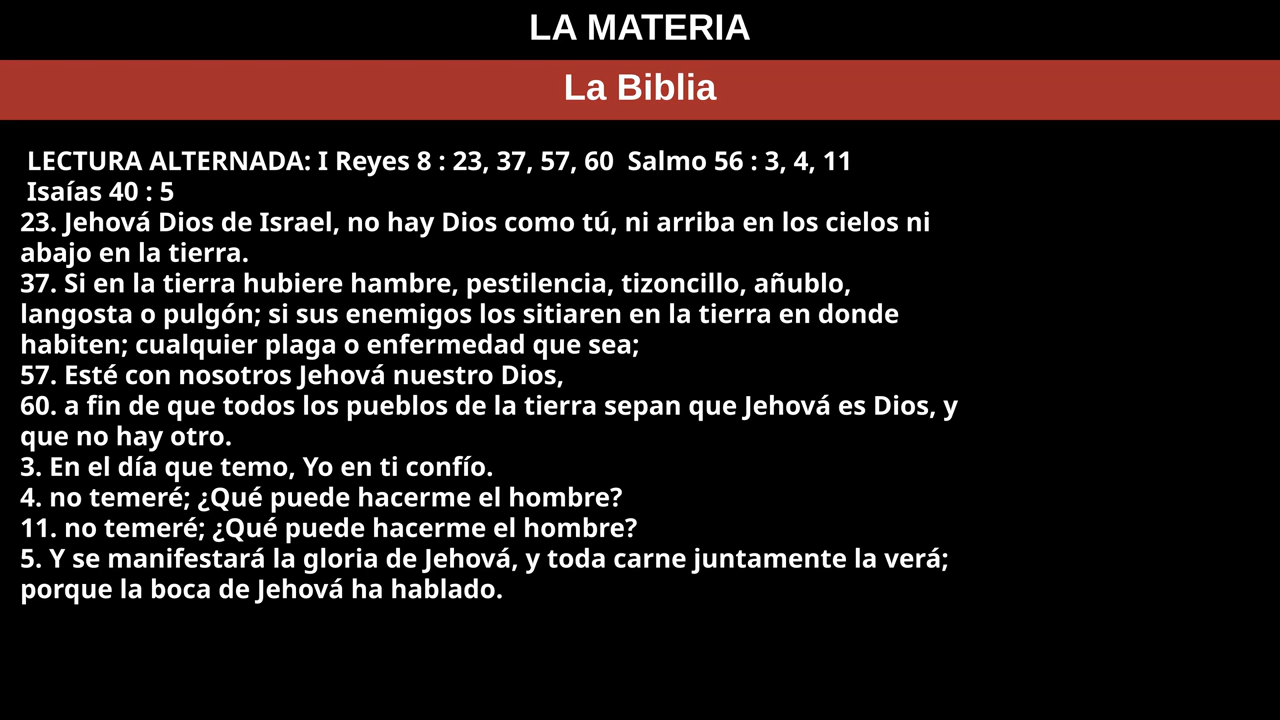 LA MATERIA
La Biblia
LECTURA ALTERNADA: I Reyes 8 : 23, 37, 57, 60  Salmo 56 : 3, 4, 11
Isaías 40 : 5
23. Jehová Dios de Israel, no hay Dios como tú, ni arriba en los cielos ni
abajo en la tierra.
37. Si en la tierra hubiere hambre, pestilencia, tizoncillo, añublo,
langosta o pulgón; si sus enemigos los sitiaren en la tierra en donde
habiten; cualquier plaga o enfermedad que sea;
57. Esté con nosotros Jehová nuestro Dios,
60. a fin de que todos los pueblos de la tierra sepan que Jehová es Dios, y
que no hay otro.
3. En el día que temo, Yo en ti confío.
4. no temeré; ¿Qué puede hacerme el hombre?
11. no temeré; ¿Qué puede hacerme el hombre?
5. Y se manifestará la gloria de Jehová, y toda carne juntamente la verá;
porque la boca de Jehová ha hablado.